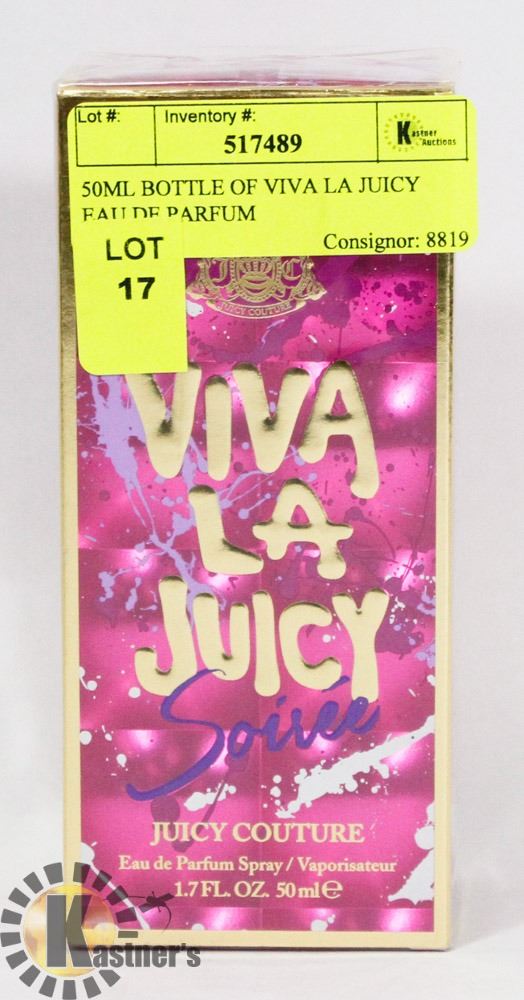 Lot #:
Inventory #:
517489
Kastner
Auctions
50ML BOTTLE OF VIVA LA JUICY
EAU DE PARFUM
Consignor: 8819
LOT
17
J C
JUICY COUTURE
VIVA
LA
JUICY
Soirée
JUICY COUTURE
Eau de Parfum Spray / Vaporisateur
1.7 FL. OZ. 50 ml ℮
Kastner's